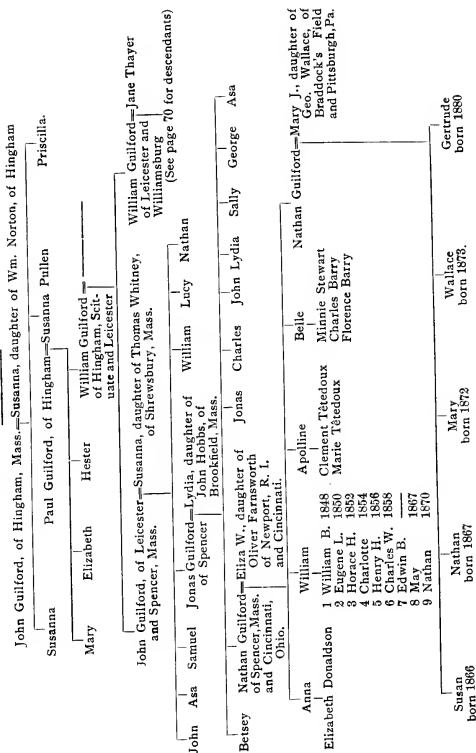 John Guilford, of Hingham, Mass.=Susanna, daughter of Wm. Norton, of Hingham
Susanna
Paul Guilford, of Hingham=Susanna Pullen
Priscilla.
Mary
Elizabeth
Hester
William Guilford=
of Hingham, Scit-
uate and Leicester
John Guilford, of Leicester=Susanna, daughter of Thomas Whitney,
and Spencer, Mass.
of Shrewsbury, Mass.
William Guilford=Jane Thayer
of Leicester and
Williamsburg
(See page 70 for descendants)
John
Asa
Samuel
Jonas Guilford=Lydia, daughter of
of Spencer
John Hobbs, of
Brookfield, Mass.
William
Lucy
Nathan
Betsey
Nathan Guilford=Eliza W., daughter of
of Spencer, Mass.
and Cincinnati,
Ohio.
Oliver Farnsworth
of Newport, R. I.
and Cincinnati.
Jonas
Charles
John
Lydia
Sally
George
Asa
Anna
Elizabeth Donaldson
William
1 William B. 1848
2 Eugene L. 1850
3 Horace H. 1852
4 Charlotte 1854
5 Henry H. 1856
6 Charles W. 1858
7 Edwin B. ——
8 May 1867
9 Nathan 1870
Apolline
Clement Têtedoux
Marie Têtedoux
Belle
Minnie Stewart
Charles Barry
Florence Barry
Nathan Guilford=Mary J., daughter of
Geo. Wallace, of
Braddock's Field
and Pittsburgh, Pa.
Susan
born 1866
Nathan
born 1867
Mary
born 1872
Wallace
born 1873.
Gertrude
born 1880